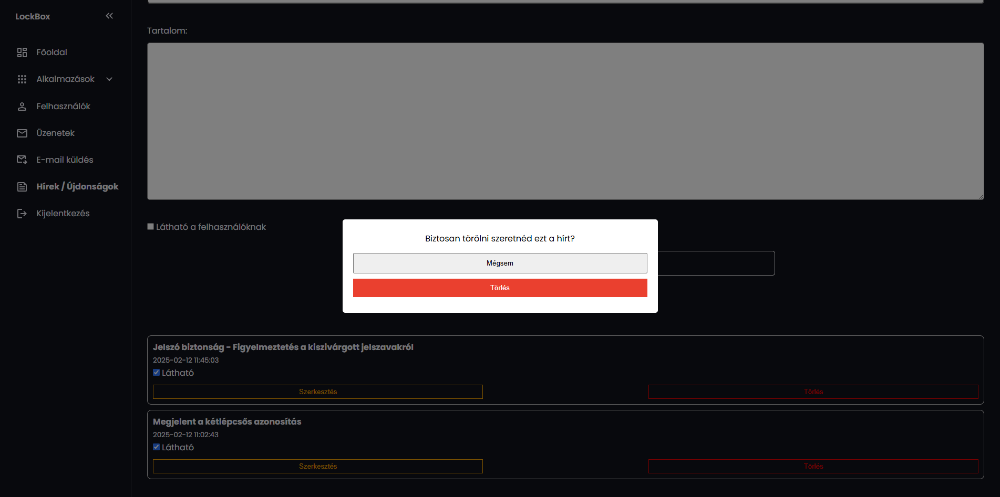 LockBox
Főoldal
Alkalmazások
Felhasználók
Üzenetek
E-mail küldés
Hírek / Újdonságok
Kijelentkezés
Tartalom:
Látható a felhasználóknak
Biztosan törölni szeretnéd ezt a hírt?
Mégsem
Törlés
Jelszó biztonság - Figyelmeztetés a kiszivárgott jelszavakról
2025-02-12 11:45:03
Látható
Szerkesztés
Törlés
Megjelent a kétlépcsős azonosítás
2025-02-12 11:02:43
Látható
Szerkesztés
Törlés